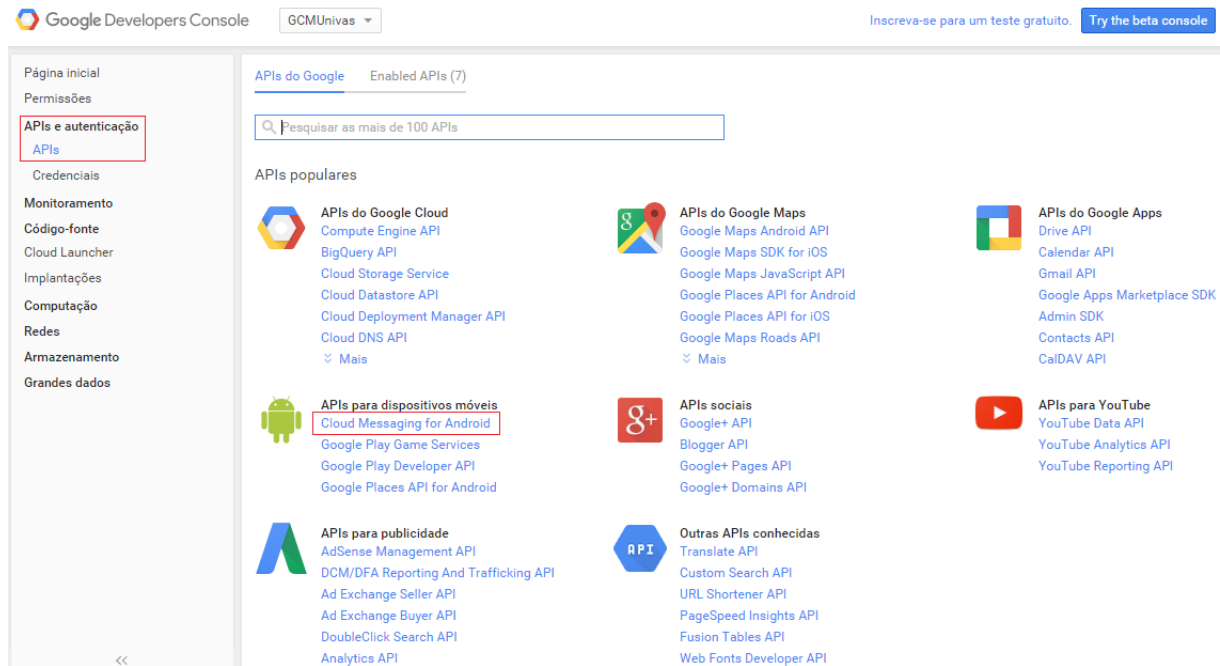 Google Developers Console
GCMUnivas
Inscreva-se para um teste gratuito.
Try the beta console
Página inicial
Permissões
APIs e autenticação
APIs
Credenciais
Monitoramento
Código-fonte
Cloud Launcher
Implantações
Computação
Redes
Armazenamento
Grandes dados
APIs do Google
Enabled APIs (7)
Pesquisar as mais de 100 APIs
APIs populares
APIs do Google Cloud
Compute Engine API
BigQuery API
Cloud Storage Service
Cloud Datastore API
Cloud Deployment Manager API
Cloud DNS API
Mais
APIs do Google Maps
Google Maps Android API
Google Maps SDK for iOS
Google Maps JavaScript API
Google Places API for Android
Google Places API for iOS
Google Maps Roads API
Mais
APIs do Google Apps
Drive API
Calendar API
Gmail API
Google Apps Marketplace SDK
Admin SDK
Contacts API
CalDAV API
APIs para dispositivos móveis
Cloud Messaging for Android
Google Play Game Services
Google Play Developer API
Google Places API for Android
g+
APIs sociais
Google+ API
Blogger API
Google+ Pages API
Google+ Domains API
APIs para YouTube
YouTube Data API
YouTube Analytics API
YouTube Reporting API
APIs para publicidade
AdSense Management API
DCM/DFA Reporting And Trafficking API
Ad Exchange Seller API
Ad Exchange Buyer API
DoubleClick Search API
Analytics API
API
Outras APIs conhecidas
Translate API
Custom Search API
URL Shortener API
PageSpeed Insights API
Fusion Tables API
Web Fonts Developer API